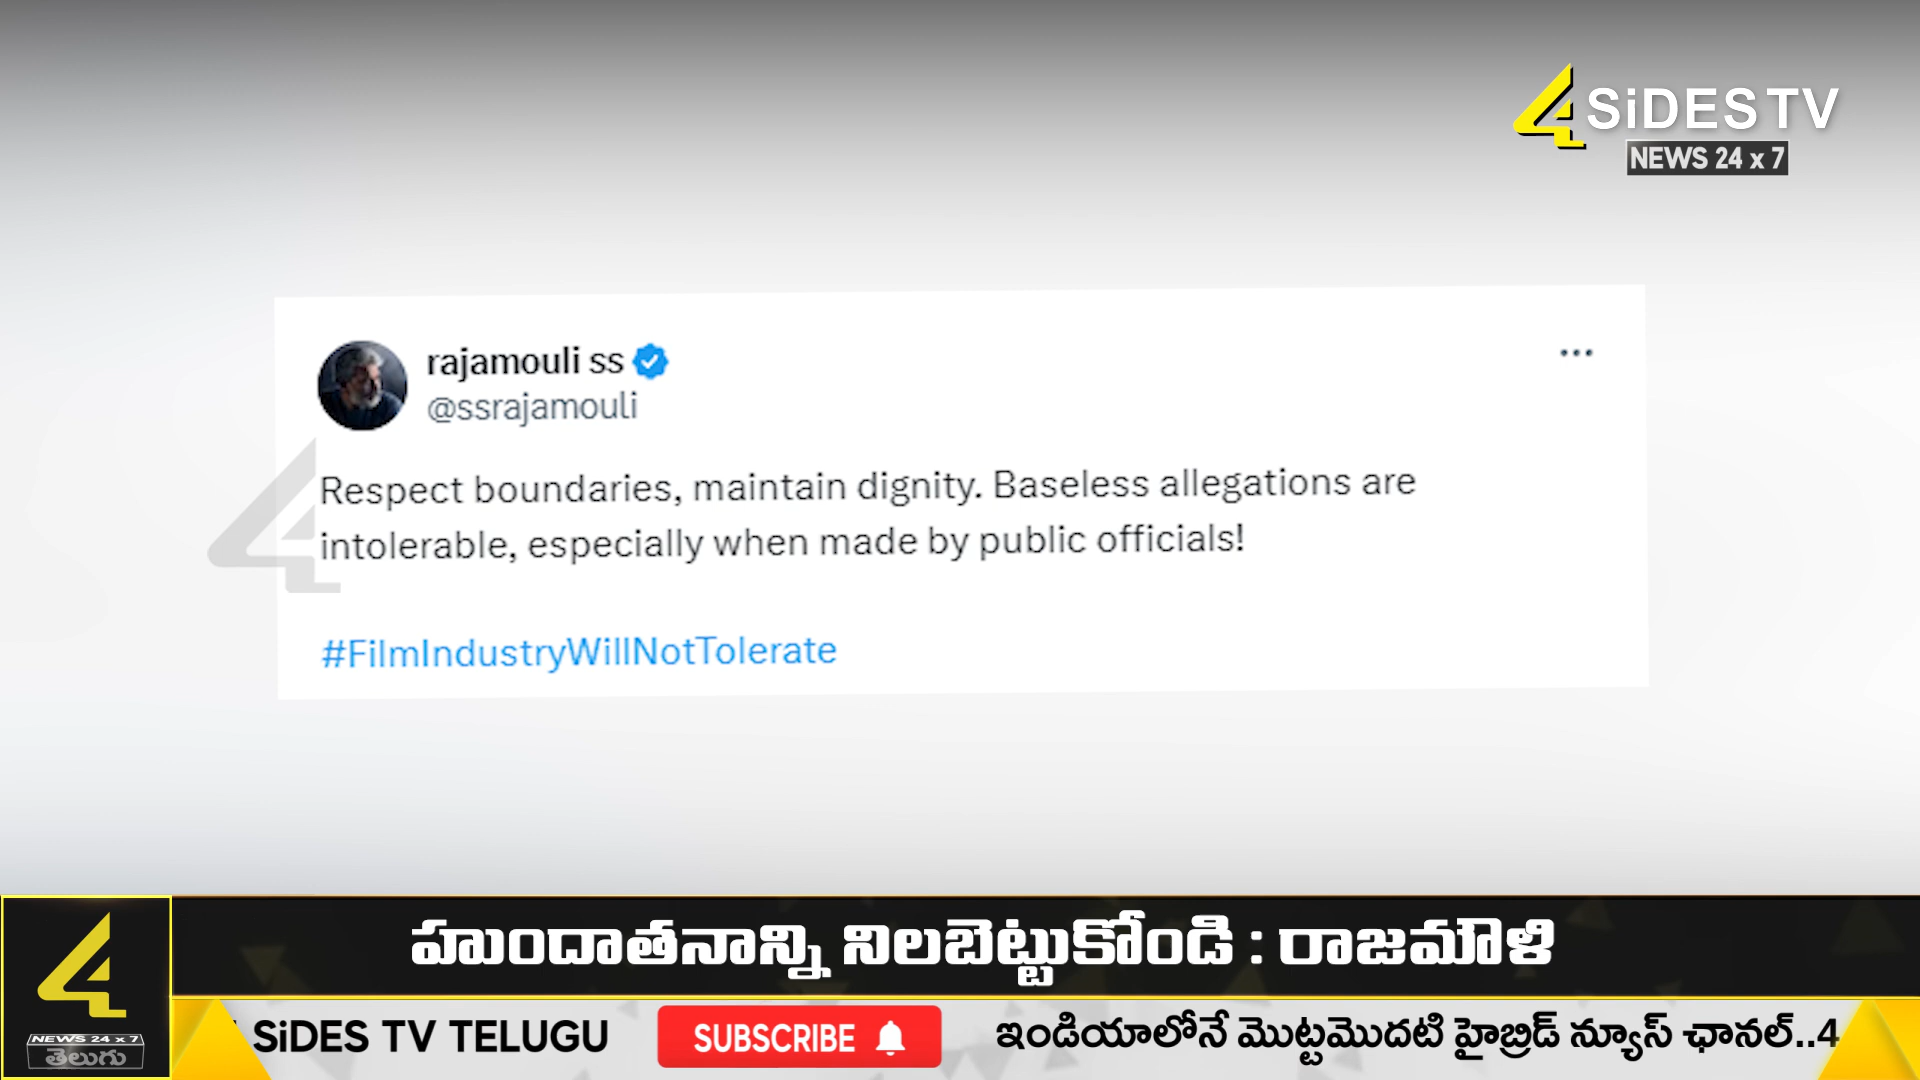 4 SiDES TV
NEWS 24 x 7
rajamouli ss
@ssrajamouli
Respect boundaries, maintain dignity. Baseless allegations are
intolerable, especially when made by public officials!
#FilmIndustryWillNotTolerate
4
హుందాతనాన్ని నిలబెట్టుకోండి : రాజమౌళి
4
NEWS 24 x 7
తెలుగు
SiDES TV TELUGU SUBSCRIBE ఇండియాలోనే మొట్టమొదటి హైబ్రిడ్ న్యూస్ ఛానల్..4